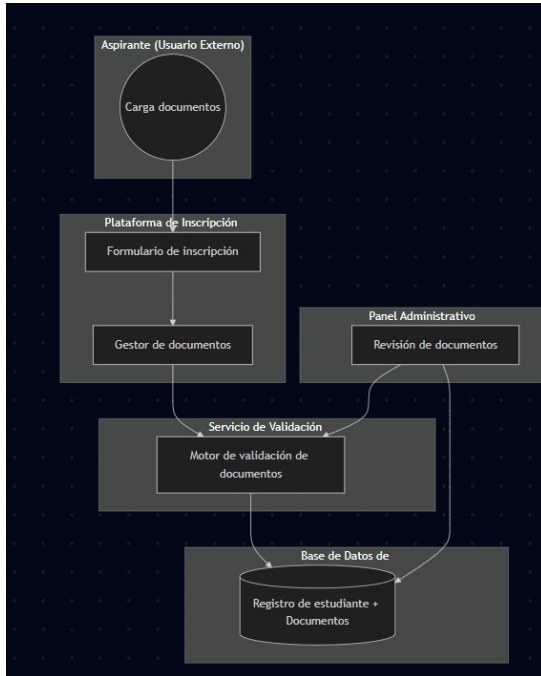 Aspirante (Usuario Externo)
Carga documentos
Plataforma de Inscripción
Formulario de inscripción
Gestor de documentos
Panel Administrativo
Revisión de documentos
Servicio de Validación
Motor de validación de
documentos
Base de Datos de
Registro de estudiante +
Documentos